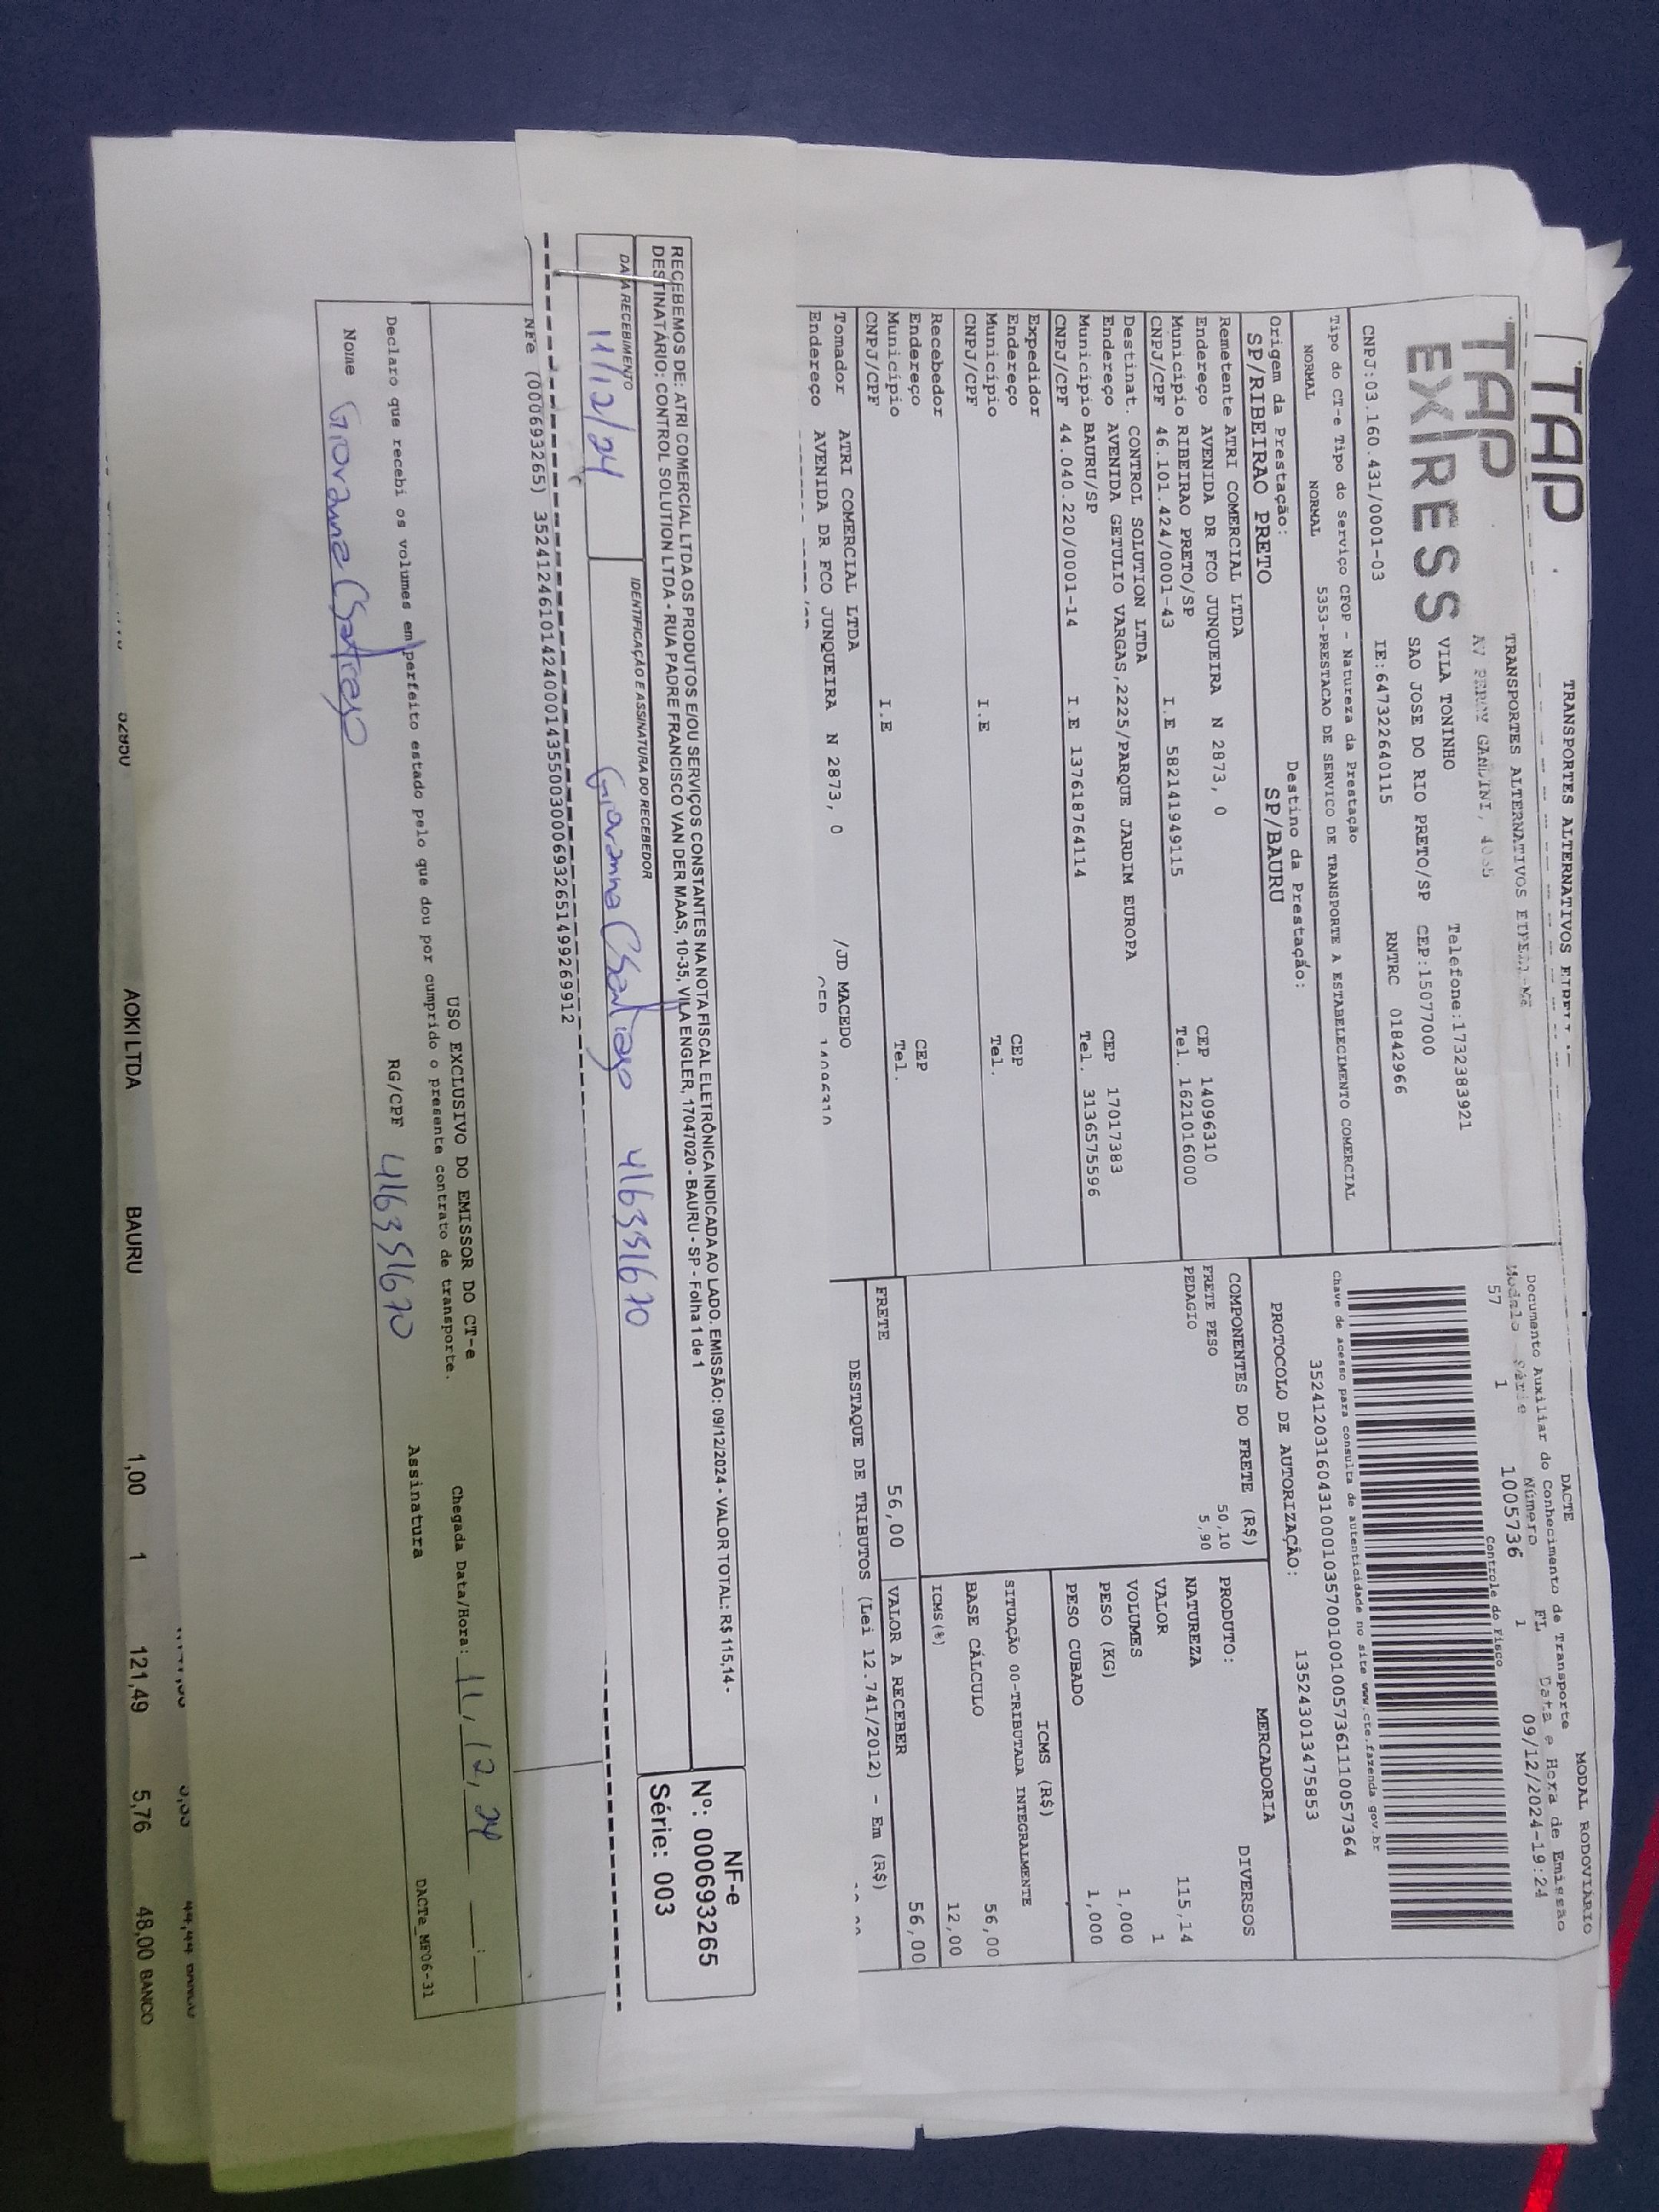 TAP TRANSPORTES ALTERNATIVOS
MODAL RODOVIÁRIO
TAP EXPRESS
TRANSPORTES ALTERNATIVOS
VILA TONINHO Telefone:1732383921
SAO JOSE DO RIO PRETO/SP CEP:15077000
CNPJ:03.160.431/0001-03 IE:647322640115 RNTRC 01842966
DACTE
Documento Auxiliar do Conhecimento de Transporte
Modelo Série Número FL Data e Hora de Emissão
57 1 1005736 1 09/12/2024-19:24
Controle do Fisco
Chave de acesso para consulta de autenticidade no site www.cte.fazenda.gov.br
35241203160431000103570010010057361110057364
PROTOCOLO DE AUTORIZAÇÃO: 135243013475853
Tipo do CT-e Tipo do Serviço CFOP - Natureza da Prestação
NORMAL NORMAL 5353-PRESTACAO DE SERVICO DE TRANSPORTE A ESTABELECIMENTO COMERCIAL
Origem da Prestação: Destino da Prestação:
SP/RIBEIRAO PRETO SP/BAURU
Remetente ATRI COMERCIAL LTDA
Endereço AVENIDA DR FCO JUNQUEIRA N 2873, 0 CEP 14096310
Município RIBEIRAO PRETO/SP Tel. 1621016000
CNPJ/CPF 46.101.424/0001-43 I.E 582141949115
Destinat. CONTROL SOLUTION LTDA
Endereço AVENIDA GETULIO VARGAS,2225/PARQUE JARDIM EUROPA CEP 17017383
Município BAURU/SP Tel. 3136575596
CNPJ/CPF 44.040.220/0001-14 I.E 137618764114
Expedidor
Endereço CEP
Município Tel.
CNPJ/CPF I.E
Recebedor
Endereço CEP
Município Tel.
CNPJ/CPF I.E
Tomador ATRI COMERCIAL LTDA
Endereço AVENIDA DR FCO JUNQUEIRA N 2873, 0 /JD MACEDO
COMPONENTES DO FRETE (R$)
FRETE PESO 50,10
PEDAGIO 5,90
FRETE 56,00
MERCADORIA
PRODUTO: DIVERSOS
NATUREZA
VALOR 115,14
VOLUMES 1
PESO (KG) 1,000
PESO CUBADO 1,000
ICMS (R$)
SITUAÇÃO 00-TRIBUTADA INTEGRALMENTE
BASE CÁLCULO 56,00
ICMS(%) 12,00
VALOR A RECEBER 56,00
DESTAQUE DE TRIBUTOS (Lei 12.741/2012) - Em (R$)
RECEBEMOS DE: ATRI COMERCIAL LTDA OS PRODUTOS E/OU SERVIÇOS CONSTANTES NA NOTA FISCAL ELETRÔNICA INDICADA AO LADO. EMISSÃO: 09/12/2024 - VALOR TOTAL: R$ 115,14 -
DESTINATÁRIO: CONTROL SOLUTION LTDA - RUA PADRE FRANCISCO VAN DER MAAS, 10-35, VILA ENGLER, 17047020 - BAURU - SP - Folha 1 de 1
NF-e
Nº: 000693265
Série: 003
DATA RECEBIMENTO IDENTIFICAÇÃO E ASSINATURA DO RECEBEDOR
11/12/24 Giovanna
NFe (000693265) 35241246101424000143550030006932651499269912
USO EXCLUSIVO DO EMISSOR DO CT-e Chegada Data/Hora: 11, 12, 24 __:__
Declaro que recebi os volumes em perfeito estado pelo que dou por cumprido o presente contrato de transporte.
Nome Giovanna RG/CPF Assinatura
DACTe_MF06-31
AOKI LTDA BAURU 1,00 1 121,49 5,76 48,00 BANCO